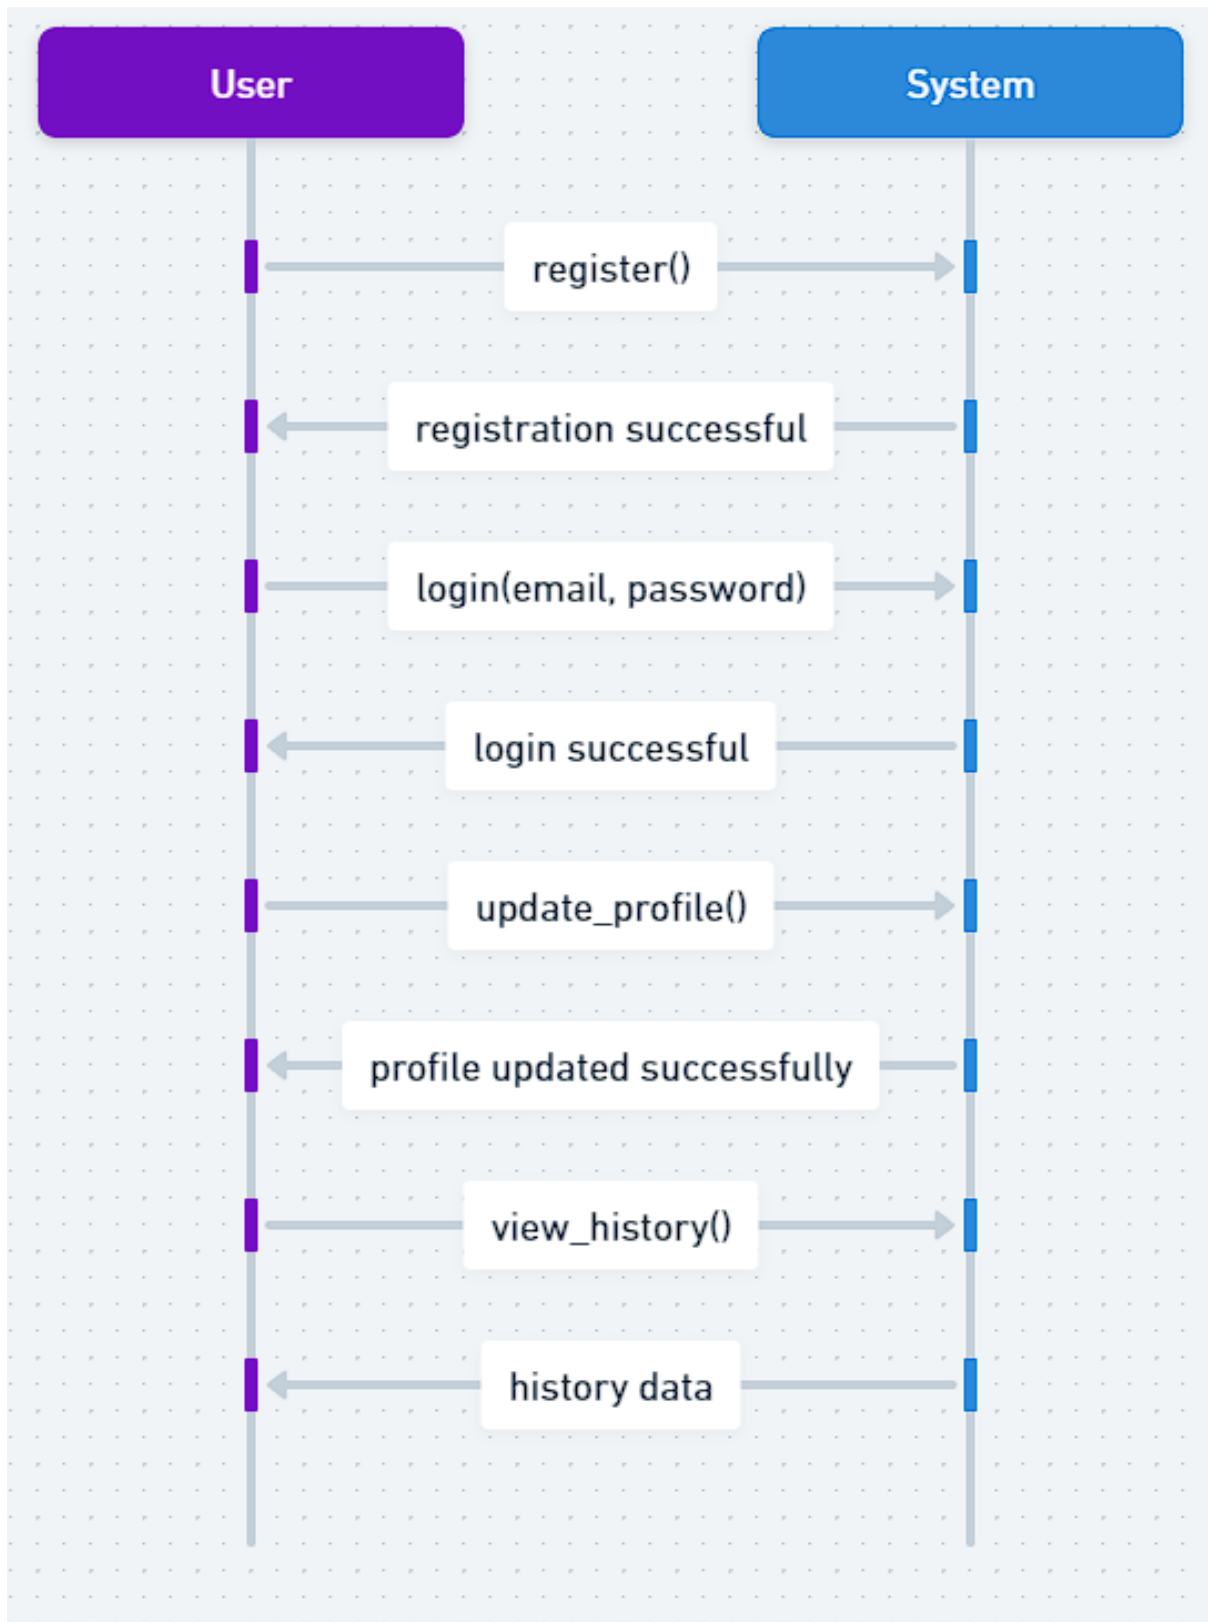 User
System
register()
registration successful
login(email, password)
login successful
update_profile()
profile updated successfully
view_history()
history data